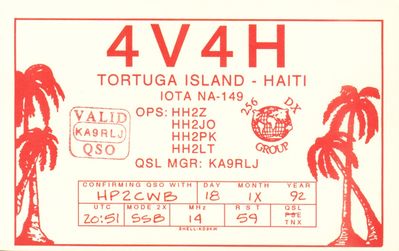 4V4H
TORTUGA ISLAND - HAITI
IOTA NA-149
OPS: HH2Z
HH2JO
HH2PK
HH2LT
QSL MGR: KA9RLJ
VALID
KA9RLJ
QSO
256 DX
GROUP
CONFIRMING QSO WITH DAY MONTH YEAR
HP2CWB 18 IX 92
UTC MODE 2X MHz RST QSL
20:51 SSB 14 59 PSE
TNX